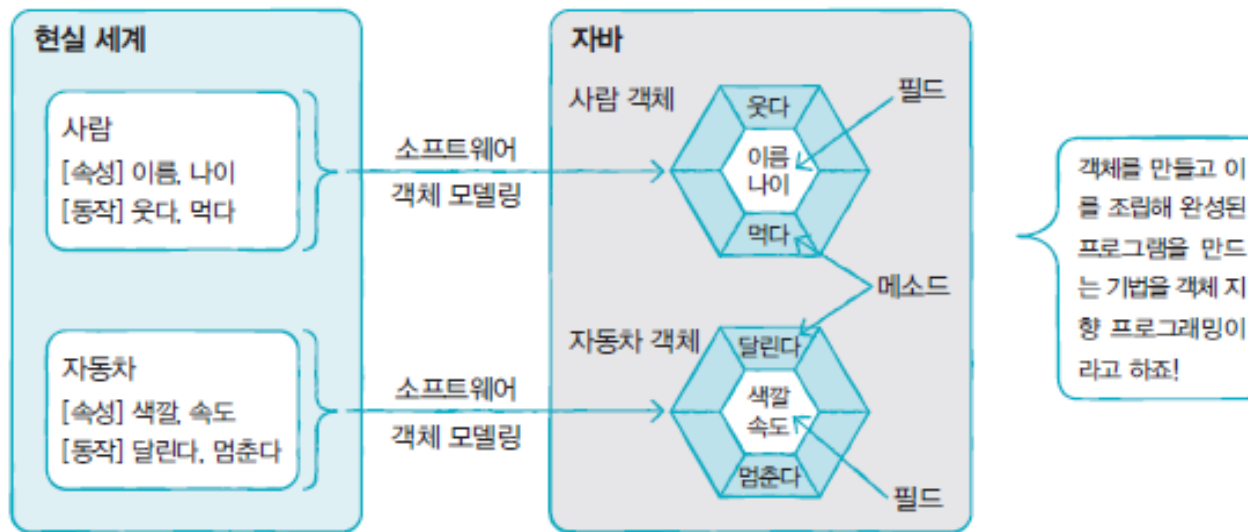 현실 세계
사람
[속성] 이름, 나이
[동작] 웃다, 먹다
자동차
[속성] 색깔, 속도
[동작] 달린다, 멈춘다
소프트웨어
객체 모델링
소프트웨어
객체 모델링
자바
사람 객체
웃다
이름
나이
먹다
필드
메소드
자동차 객체
달린다
색깔
속도
멈춘다
필드
객체를 만들고 이
를 조립해 완성된
프로그램을 만드
는 기법을 객체 지
향 프로그래밍이
라고 하죠!